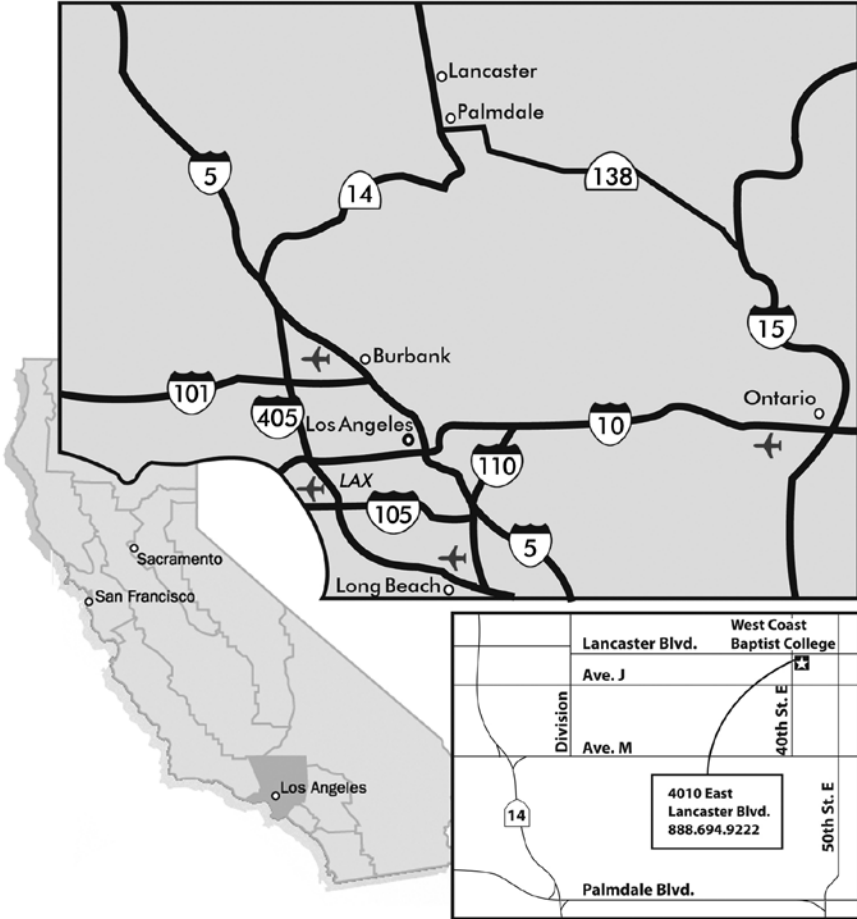 Lancaster
Palmdale
5
14
138
15
Burbank
101
405
Los Angeles
10
Ontario
110
LAX
105
5
Long Beach
Sacramento
San Francisco
Los Angeles
West Coast
Baptist College
Lancaster Blvd.
Ave. J
Division
40th St. E
Ave. M
4010 East
Lancaster Blvd.
888.694.9222
14
50th St. E
Palmdale Blvd.